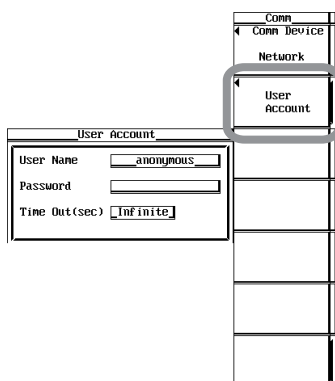 Comm
Comm Device
Network
User
Account
User Account
User Name anonymous
Password
Time Out(sec) Infinite